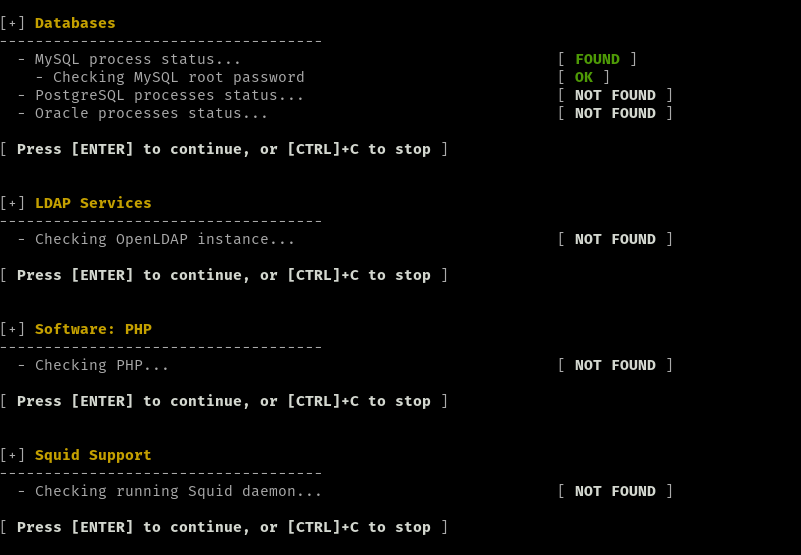 [+] Databases
------------------------------------
  - MySQL process status...                                   [ FOUND ]
    - Checking MySQL root password                            [ OK ]
  - PostgreSQL processes status...                            [ NOT FOUND ]
  - Oracle processes status...                                [ NOT FOUND ]
[ Press [ENTER] to continue, or [CTRL]+C to stop ]
[+] LDAP Services
------------------------------------
  - Checking OpenLDAP instance...                             [ NOT FOUND ]
[ Press [ENTER] to continue, or [CTRL]+C to stop ]
[+] Software: PHP
------------------------------------
  - Checking PHP...                                           [ NOT FOUND ]
[ Press [ENTER] to continue, or [CTRL]+C to stop ]
[+] Squid Support
------------------------------------
  - Checking running Squid daemon...                          [ NOT FOUND ]
[ Press [ENTER] to continue, or [CTRL]+C to stop ]